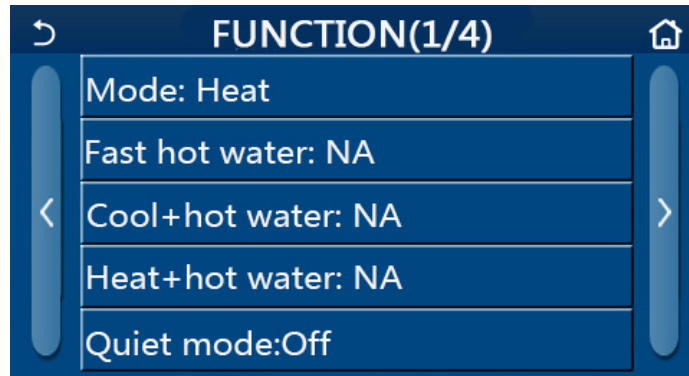 FUNCTION(1/4)
Mode: Heat
Fast hot water: NA
Cool+hot water: NA
Heat+hot water: NA
Quiet mode:Off